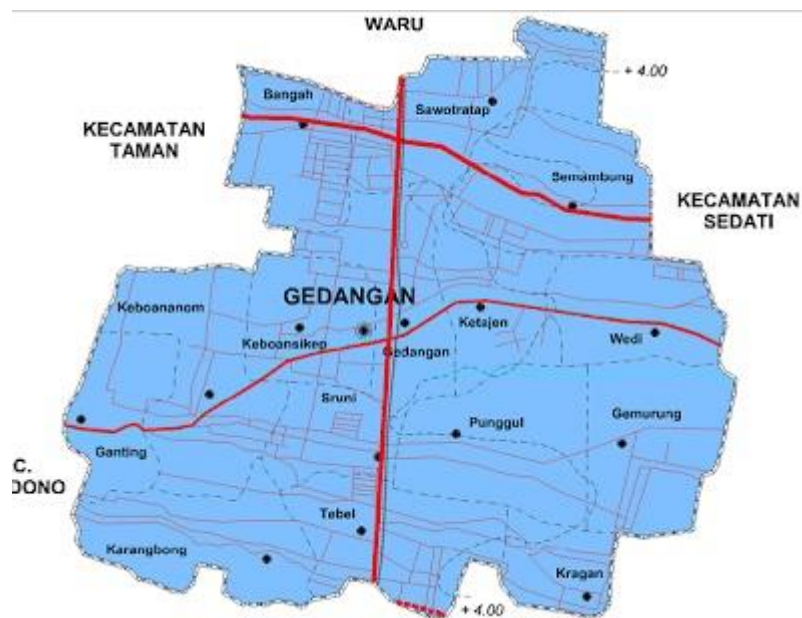 WARU
+ 4.00
Bangah
Sawotratap
KECAMATAN
TAMAN
Semambung
KECAMATAN
SEDATI
Keboananom
GEDANGAN
Ketajen
Keboansikep
Gedangan
Wedi
Sruni
Punggul
Gemurung
Ganting
C.
DONO
Tebel
Karangbong
Kragan
+ 4.00